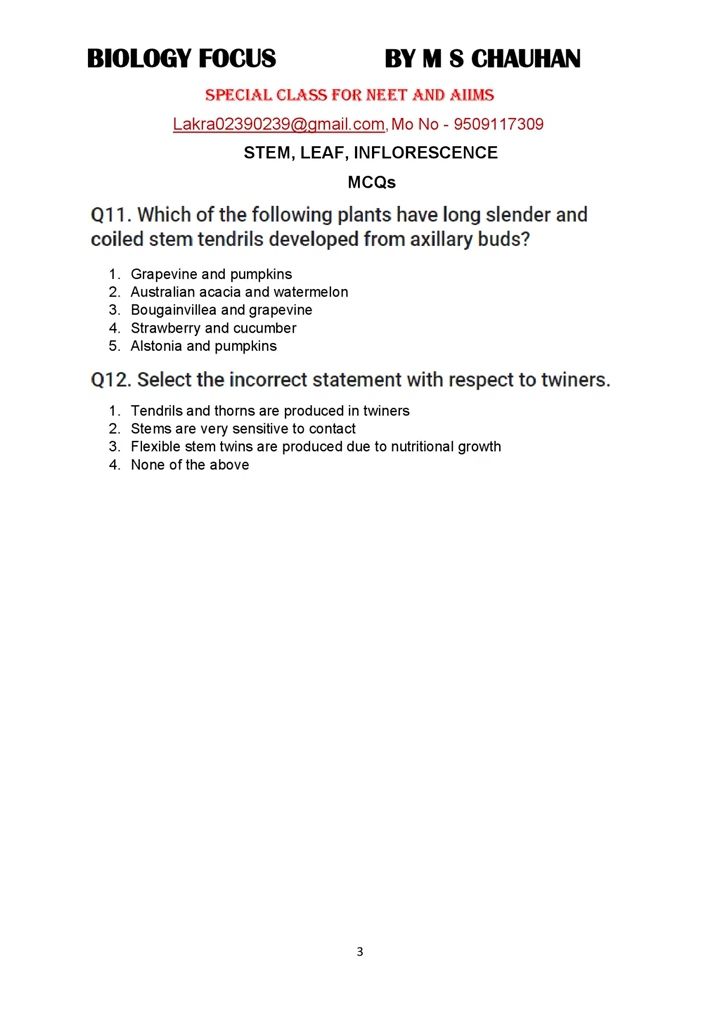 BIOLOGY FOCUS BY M S CHAUHAN
SPECIAL CLASS FOR NEET AND AIIMS
Lakra02390239@gmail.com, Mo No - 9509117309
STEM, LEAF, INFLORESCENCE
MCQs
Q11. Which of the following plants have long slender and
coiled stem tendrils developed from axillary buds?
1. Grapevine and pumpkins
2. Australian acacia and watermelon
3. Bougainvillea and grapevine
4. Strawberry and cucumber
5. Alstonia and pumpkins
Q12. Select the incorrect statement with respect to twiners.
1. Tendrils and thorns are produced in twiners
2. Stems are very sensitive to contact
3. Flexible stem twins are produced due to nutritional growth
4. None of the above
3